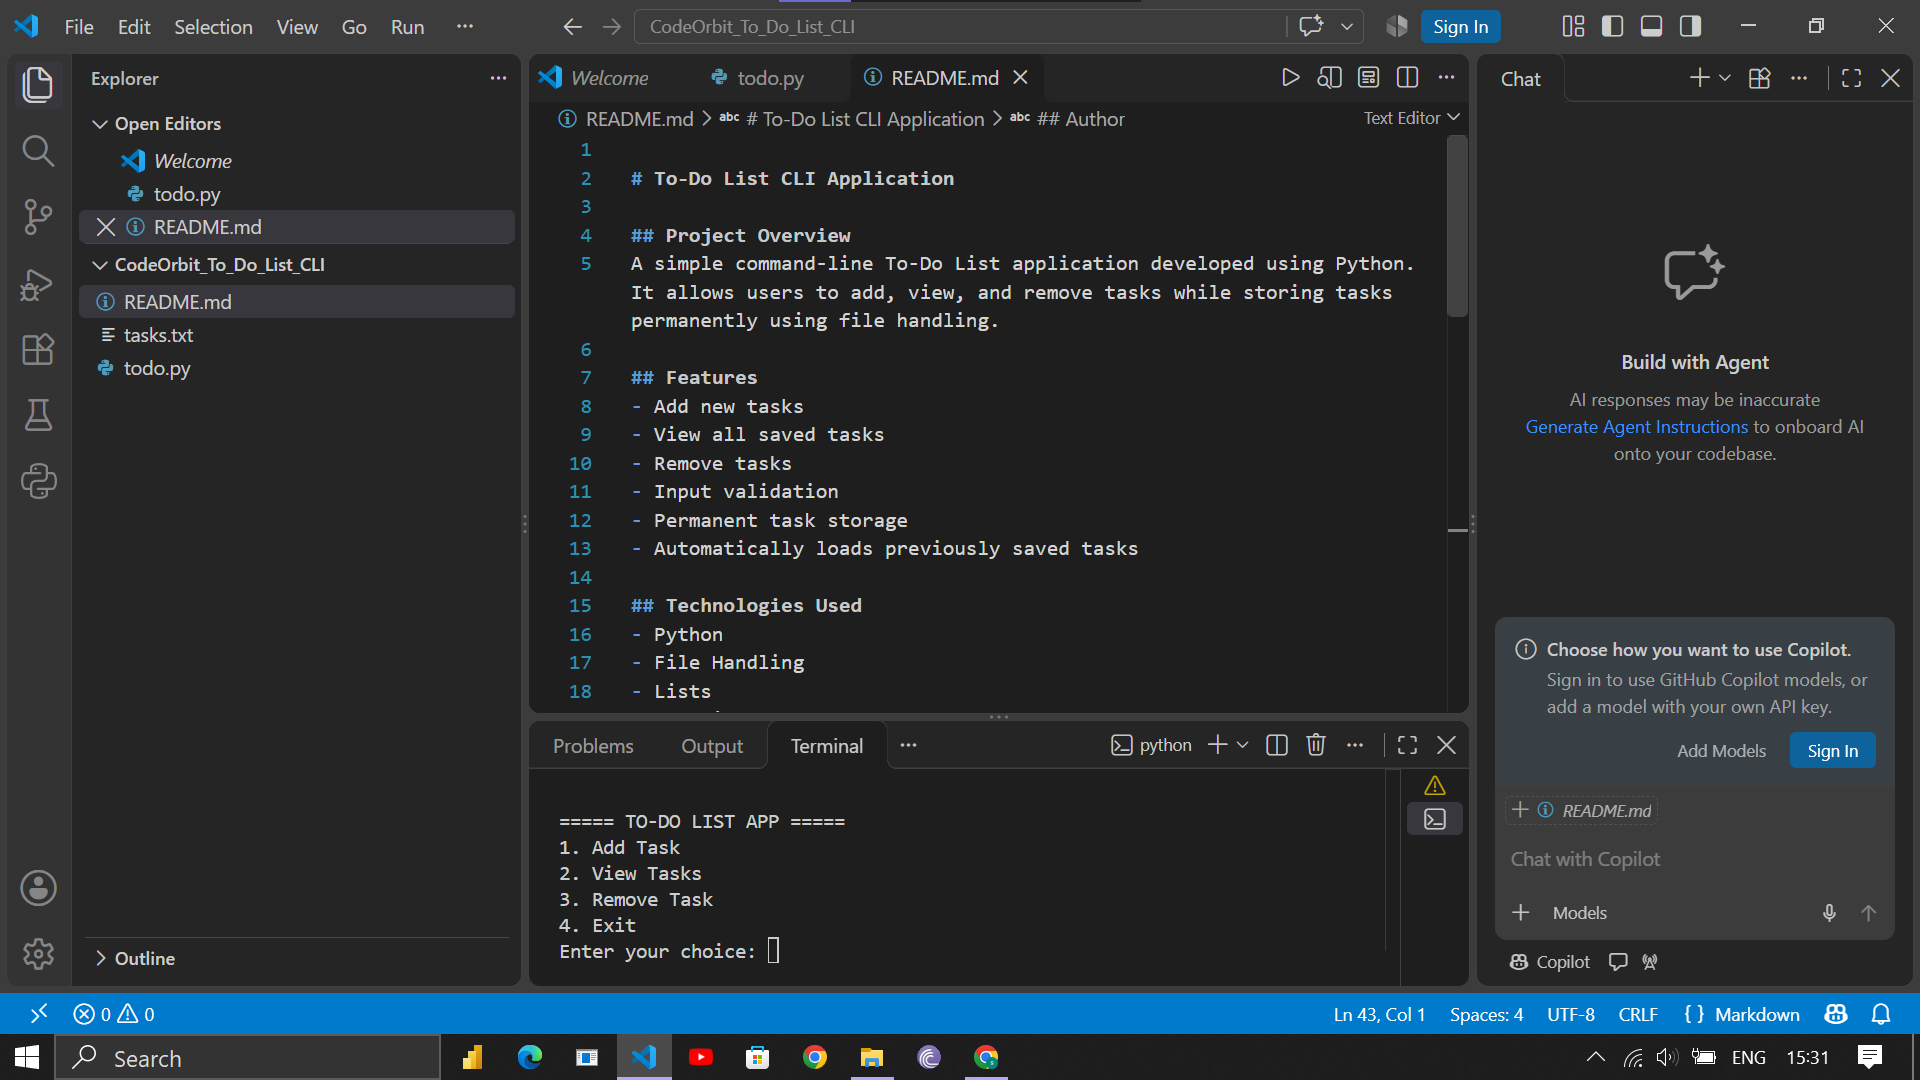 File Edit Selection View Go Run ...
CodeOrbit_To_Do_List_CLI
Sign In
Explorer
Open Editors
Welcome
todo.py
README.md
CodeOrbit_To_Do_List_CLI
README.md
tasks.txt
todo.py
Outline
Welcome todo.py README.md
README.md > abc # To-Do List CLI Application > abc ## Author
Text Editor
1
2 # To-Do List CLI Application
3
4 ## Project Overview
5 A simple command-line To-Do List application developed using Python.
It allows users to add, view, and remove tasks while storing tasks
permanently using file handling.
6
7 ## Features
8 - Add new tasks
9 - View all saved tasks
10 - Remove tasks
11 - Input validation
12 - Permanent task storage
13 - Automatically loads previously saved tasks
14
15 ## Technologies Used
16 - Python
17 - File Handling
18 - Lists
Problems Output Terminal ...
python
===== TO-DO LIST APP =====
1. Add Task
2. View Tasks
3. Remove Task
4. Exit
Enter your choice:
Chat
Build with Agent
AI responses may be inaccurate
Generate Agent Instructions to onboard AI
onto your codebase.
Choose how you want to use Copilot.
Sign in to use GitHub Copilot models, or
add a model with your own API key.
Add Models Sign In
README.md
Chat with Copilot
Models
Copilot
0 0
Ln 43, Col 1 Spaces: 4 UTF-8 CRLF {} Markdown
Search
ENG 15:31